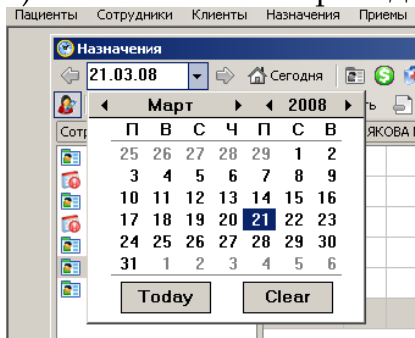 Пациенты Сотрудники Клиенты Назначения Приемы
Назначения
21.03.08 Сегодня
Март 2008
П В С Ч П С В
25 26 27 28 29 1 2
3 4 5 6 7 8 9
10 11 12 13 14 15 16
17 18 19 20 21 22 23
24 25 26 27 28 29 30
31 1 2 3 4 5 6
Today Clear